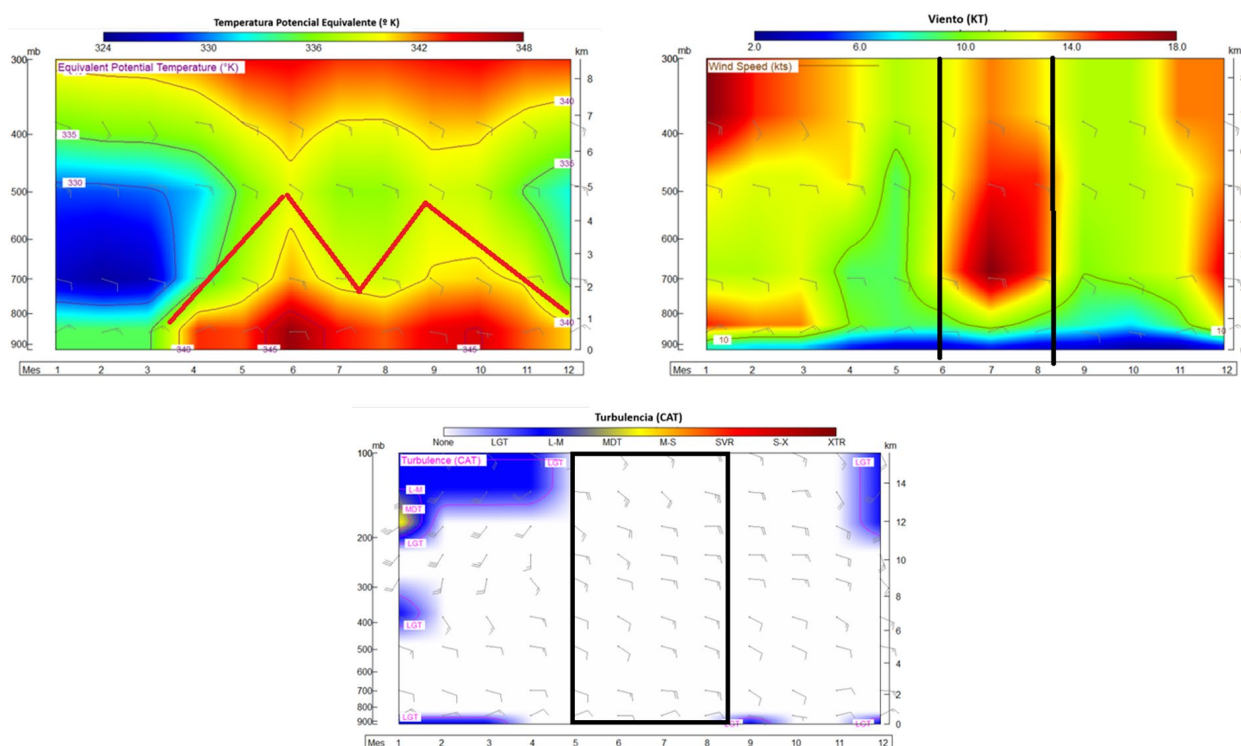 Temperatura Potencial Equivalente (º K)
324 330 336 342 348
mb km
Equivalent Potential Temperature (°K)
300 400 500 600 700 800 900
335 330 340 345 345 340 335 340
8 7 6 5 4 3 2 1 0
Mes 1 2 3 4 5 6 7 8 9 10 11 12
Viento (KT)
2.0 6.0 10.0 14.0 18.0
mb km
Wind Speed (kts)
300 400 500 600 700 800 900
10 10
Mes 1 2 3 4 5 6 7 8 9 10 11 12
Turbulencia (CAT)
None LGT L-M MDT M-S SVR S-X XTR
mb km
Turbulence (CAT) LGT LGT
L-M
MDT
LGT
LGT
LGT LGT LGT
100 200 300 400 500 600 700 800 900
14 12 10 8 6 4 2 0
Mes 1 2 3 4 5 6 7 8 9 10 11 12